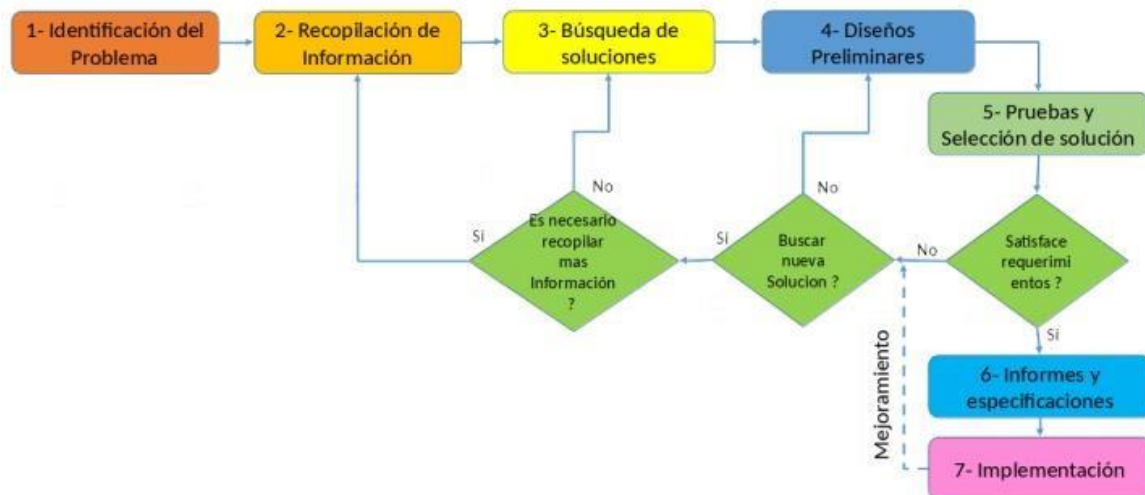 1- Identificación del
Problema
2- Recopilación de
Información
3- Búsqueda de
soluciones
4- Diseños
Preliminares
5- Pruebas y
Selección de solución
No
No
Es necesario
recopilar
mas
Información
?
Si
Buscar
nueva
Solucion ?
Si
Satisface
requerimi
entos ?
No
Si
Mejoramiento
6- Informes y
especificaciones
7- Implementación